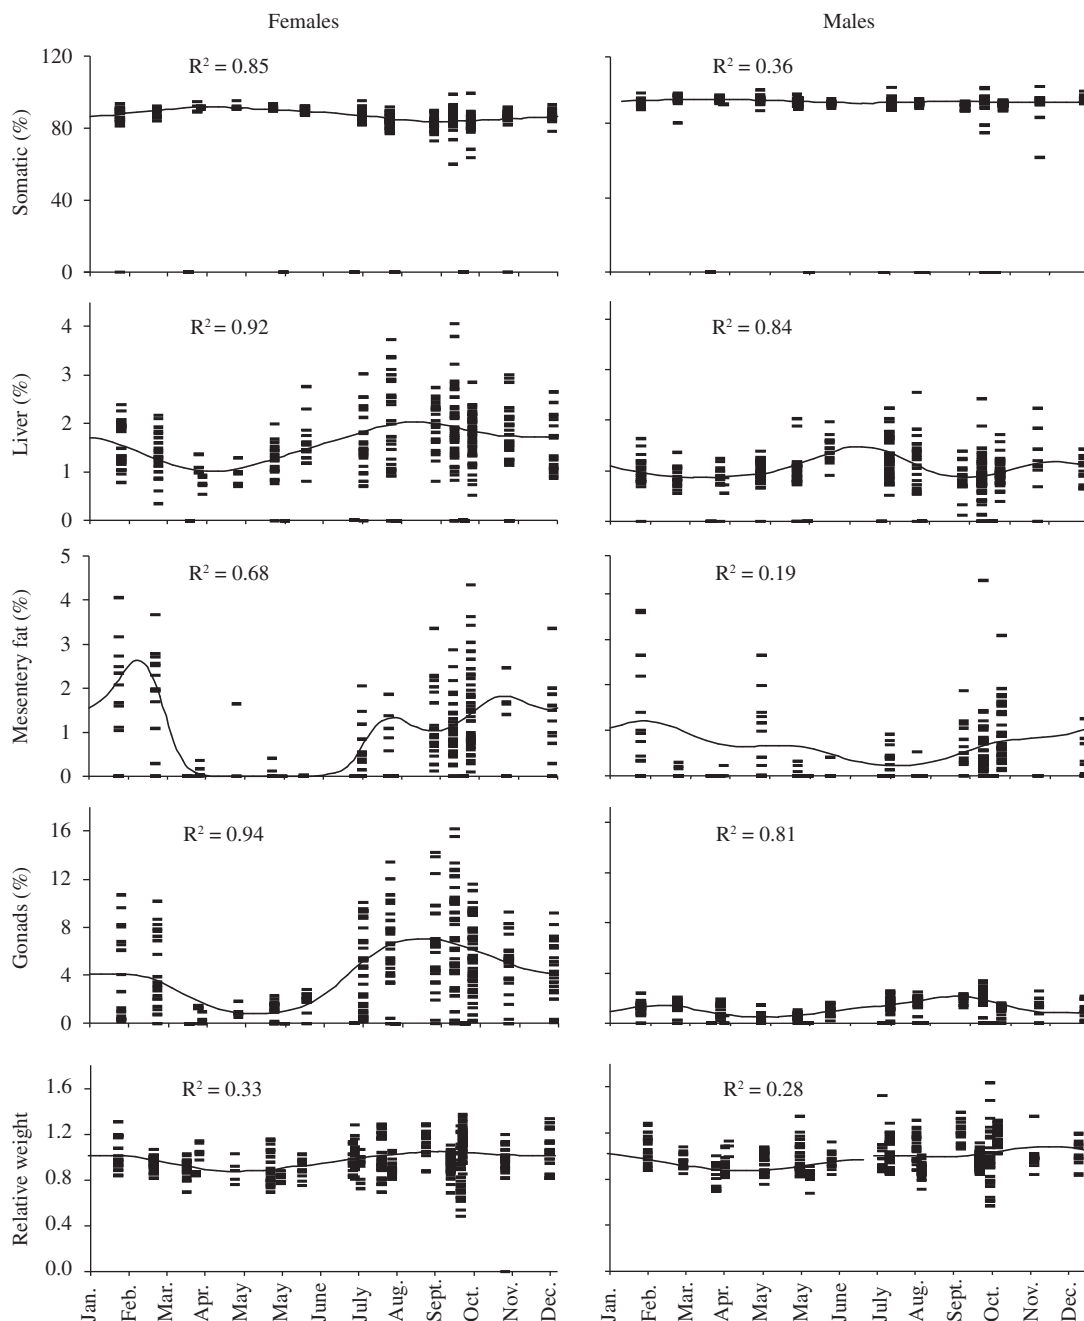 Females
Males
Somatic (%)
120
80
40
0
R² = 0.85
R² = 0.36
Liver (%)
4
3
2
1
0
R² = 0.92
R² = 0.84
Mesentery fat (%)
5
4
3
2
1
0
R² = 0.68
R² = 0.19
Gonads (%)
16
12
8
4
0
R² = 0.94
R² = 0.81
Relative weight
1.6
1.2
0.8
0.4
0.0
R² = 0.33
R² = 0.28
Jan.
Feb.
Mar.
Apr.
May
May
June
July
Aug.
Sept.
Oct.
Nov.
Dec.
Jan.
Feb.
Mar.
Apr.
May
May
June
July
Aug.
Sept.
Oct.
Nov.
Dec.